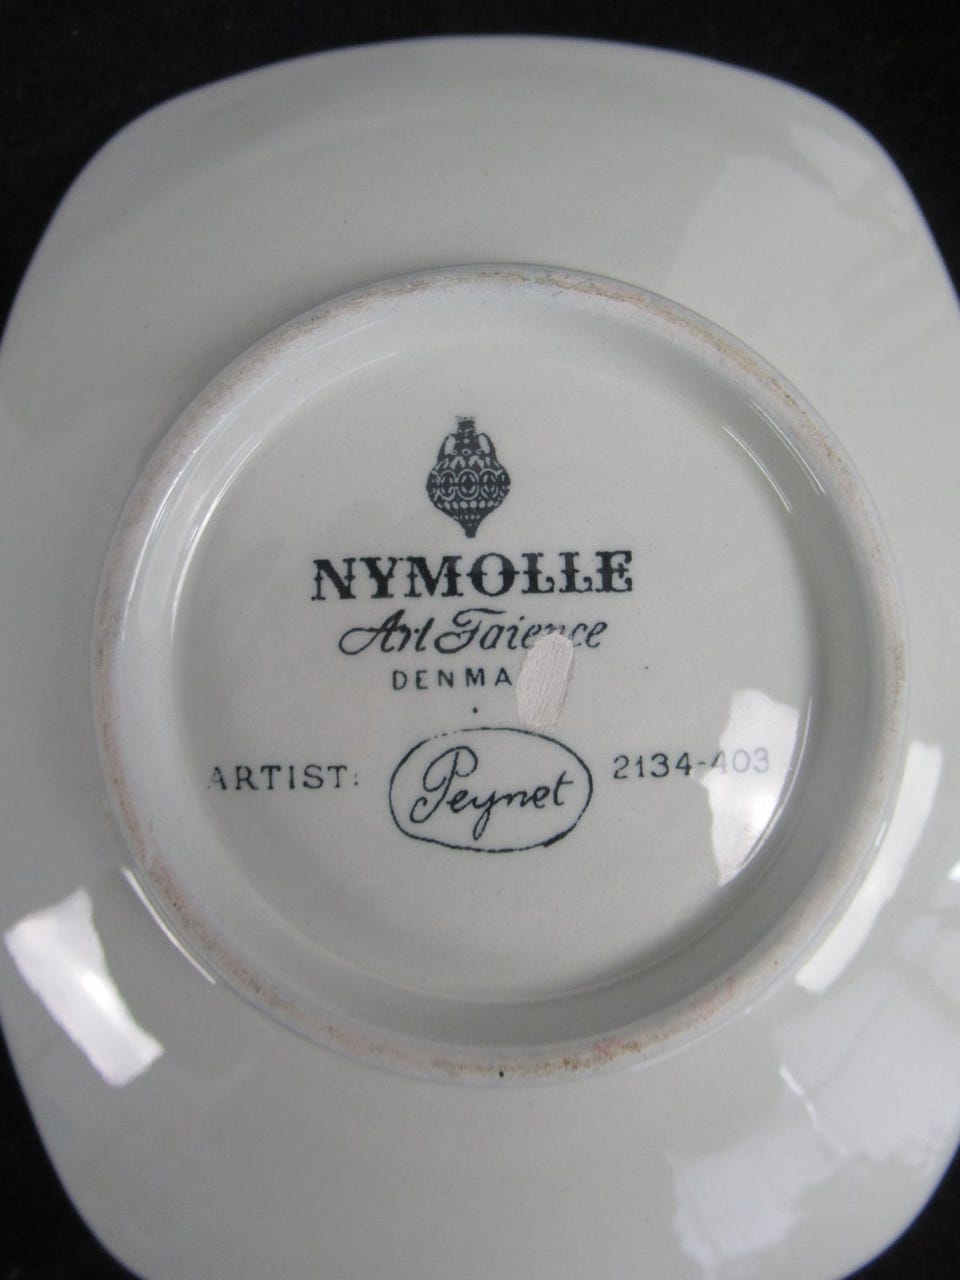 NYMOLLE
Art Faience
DENMA
ARTIST: Peynet 2134-403